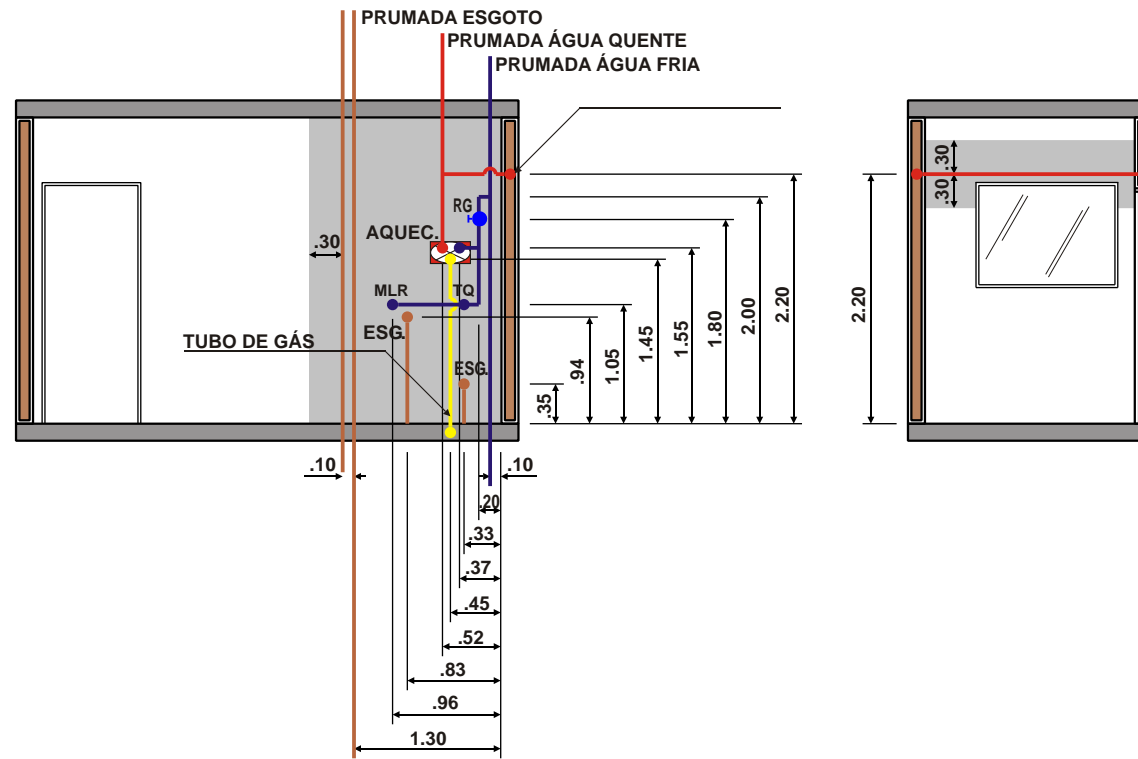 PRUMADA ESGOTO
PRUMADA ÁGUA QUENTE
PRUMADA ÁGUA FRIA
.30
.30
RG
AQUEC.
.30
MLR
TQ
ESG.
TUBO DE GÁS
ESG.
.35
.94
1.05
1.45
1.55
1.80
2.00
2.20
2.20
.10
.10
.20
.33
.37
.45
.52
.83
.96
1.30